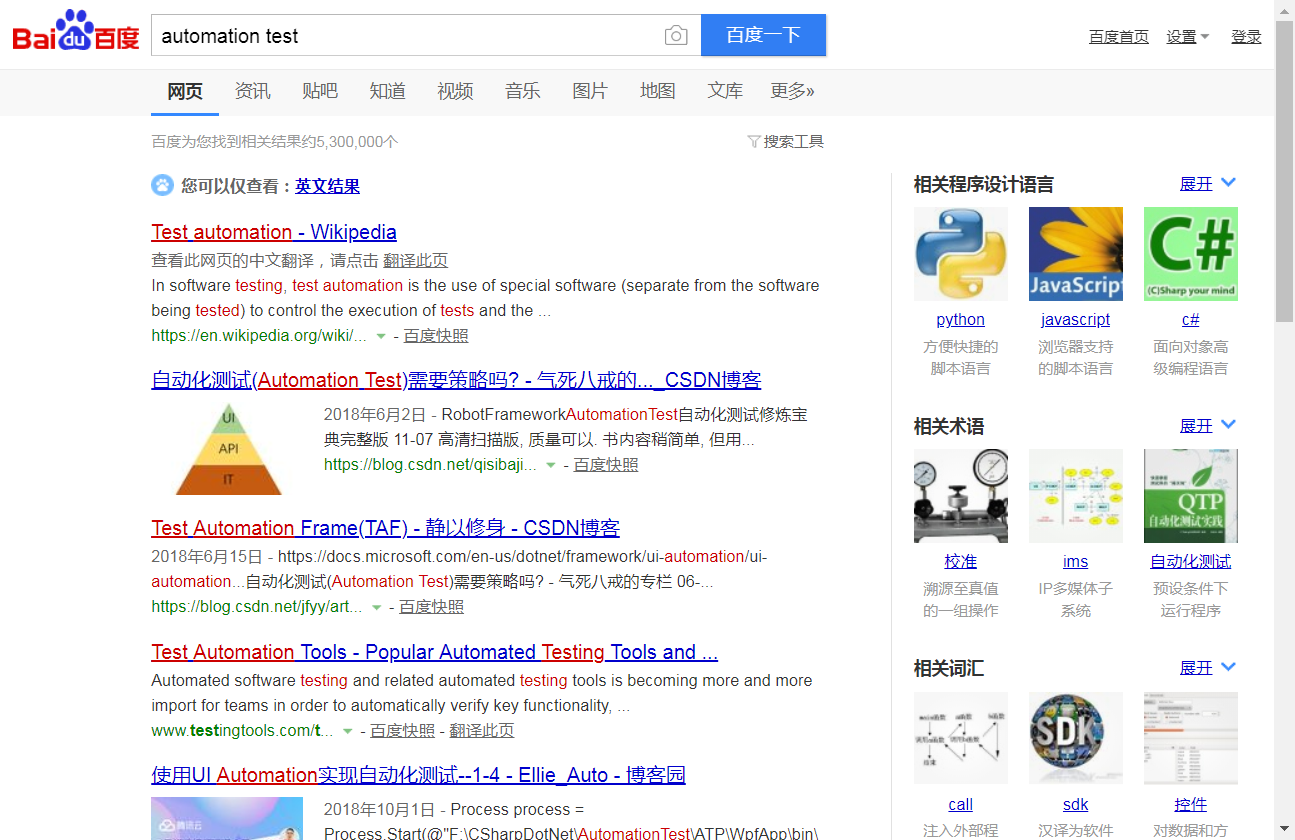 Bai du 百度
automation test
百度一下
百度首页 设置 登录
网页 资讯 贴吧 知道 视频 音乐 图片 地图 文库 更多»
百度为您找到相关结果约5,300,000个
搜索工具
您可以仅查看：英文结果
Test automation - Wikipedia
查看此网页的中文翻译，请点击 翻译此页
In software testing, test automation is the use of special software (separate from the software
being tested) to control the execution of tests and the ...
https://en.wikipedia.org/wiki/... - 百度快照
自动化测试(Automation Test)需要策略吗? - 气死八戒的..._CSDN博客
UI
API
IT
2018年6月2日 - RobotFrameworkAutomationTest自动化测试修炼宝
典完整版 11-07 高清扫描版, 质量可以. 书内容稍简单, 但用...
https://blog.csdn.net/qisibaji... - 百度快照
Test Automation Frame(TAF) - 静以修身 - CSDN博客
2018年6月15日 - https://docs.microsoft.com/en-us/dotnet/framework/ui-automation/ui-
automation...自动化测试(Automation Test)需要策略吗? - 气死八戒的专栏 06-...
https://blog.csdn.net/jfyy/art... - 百度快照
Test Automation Tools - Popular Automated Testing Tools and ...
Automated software testing and related automated testing tools is becoming more and more
import for teams in order to automatically verify key functionality, ...
www.testingtools.com/t... - 百度快照 - 翻译此页
使用UI Automation实现自动化测试--1-4 - Ellie_Auto - 博客园
腾讯云
2018年10月1日 - Process process =
Process.Start(@"F:\CSharpDotNet\AutomationTest\ATP\WpfApp\bin\
相关程序设计语言 展开
JavaScript
C#
(C)Sharp your mind
python javascript c#
方便快捷的 浏览器支持 面向对象高
脚本语言 的脚本语言 级编程语言
相关术语 展开
QTP
自动化测试实践
校准 ims 自动化测试
溯源至真值 IP多媒体子 预设条件下
的一组操作 系统 运行程序
相关词汇 展开
main函数 a函数 b函数
结束
SDK
call sdk 控件
注入外部程 汉译为软件 对数据和方